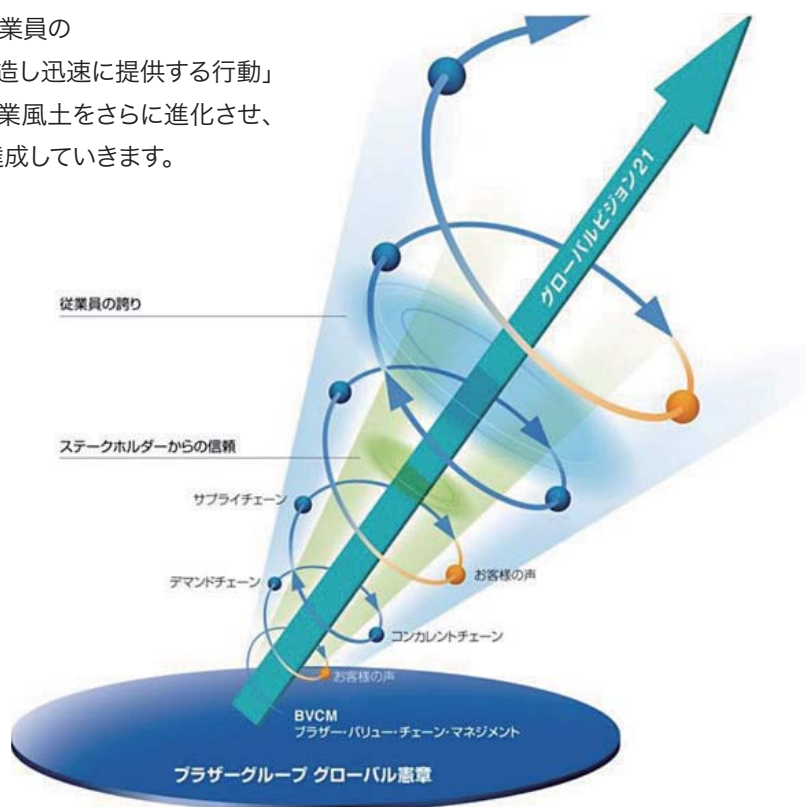 業員の
造し迅速に提供する行動」
業風土をさらに進化させ、
達成していきます。
グローバルビジョン21
従業員の誇り
ステークホルダーからの信頼
サプライチェーン
デマンドチェーン
お客様の声
コンカレントチェーン
お客様の声
BVCM
ブラザー・バリュー・チェーン・マネジメント
ブラザーグループ グローバル憲章